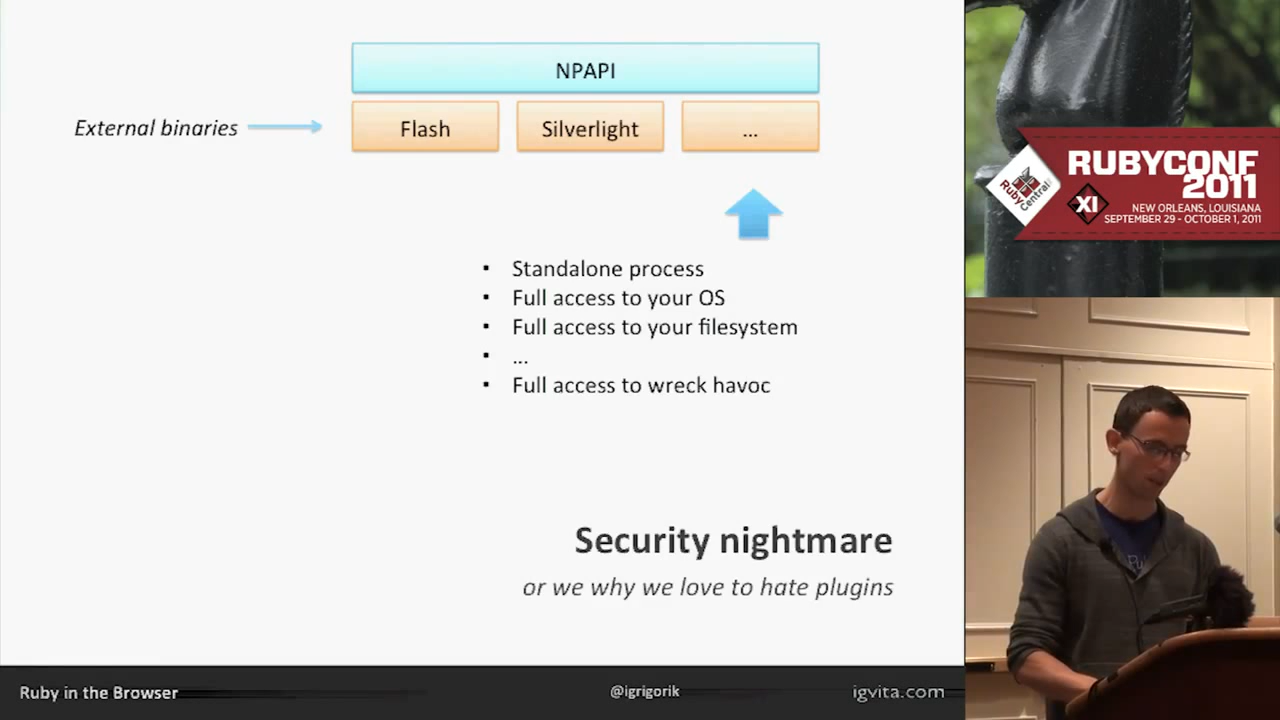 NPAPI
External binaries
Flash
Silverlight
...
▪ Standalone process
▪ Full access to your OS
▪ Full access to your filesystem
▪ ...
▪ Full access to wreck havoc
Security nightmare
or we why we love to hate plugins
Ruby in the Browser
@igrigorik
igvita.com
RubyCentral
RUBYCONF
2011
XI
NEW ORLEANS, LOUISIANA
SEPTEMBER 29 - OCTOBER 1, 2011